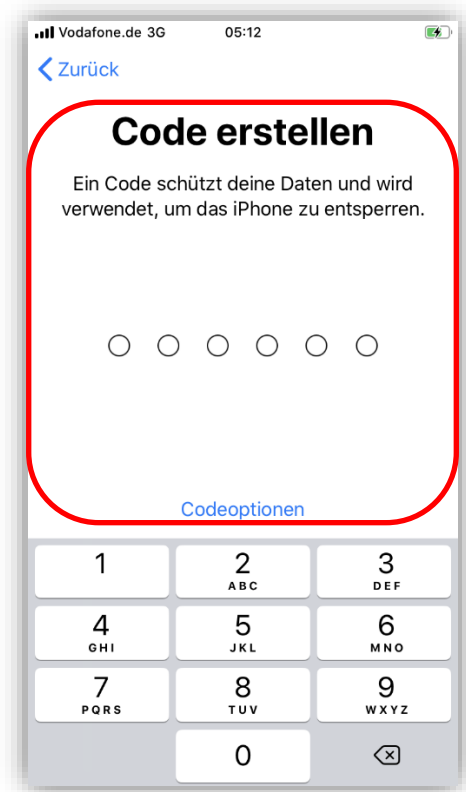 Vodafone.de 3G 05:12
Zurück
Code erstellen
Ein Code schützt deine Daten und wird
verwendet, um das iPhone zu entsperren.
Codeoptionen
1 2 3
ABC DEF
4 5 6
GHI JKL MNO
7 8 9
PQRS TUV WXYZ
0